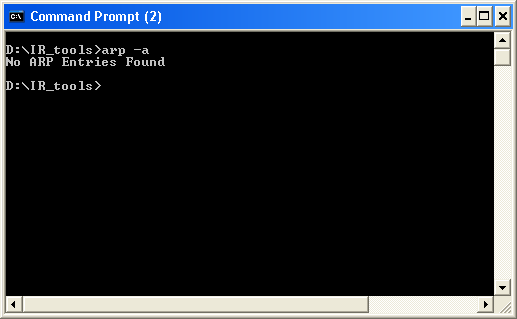 Command Prompt (2)
D:\IR_tools>arp -a
No ARP Entries Found
D:\IR_tools>